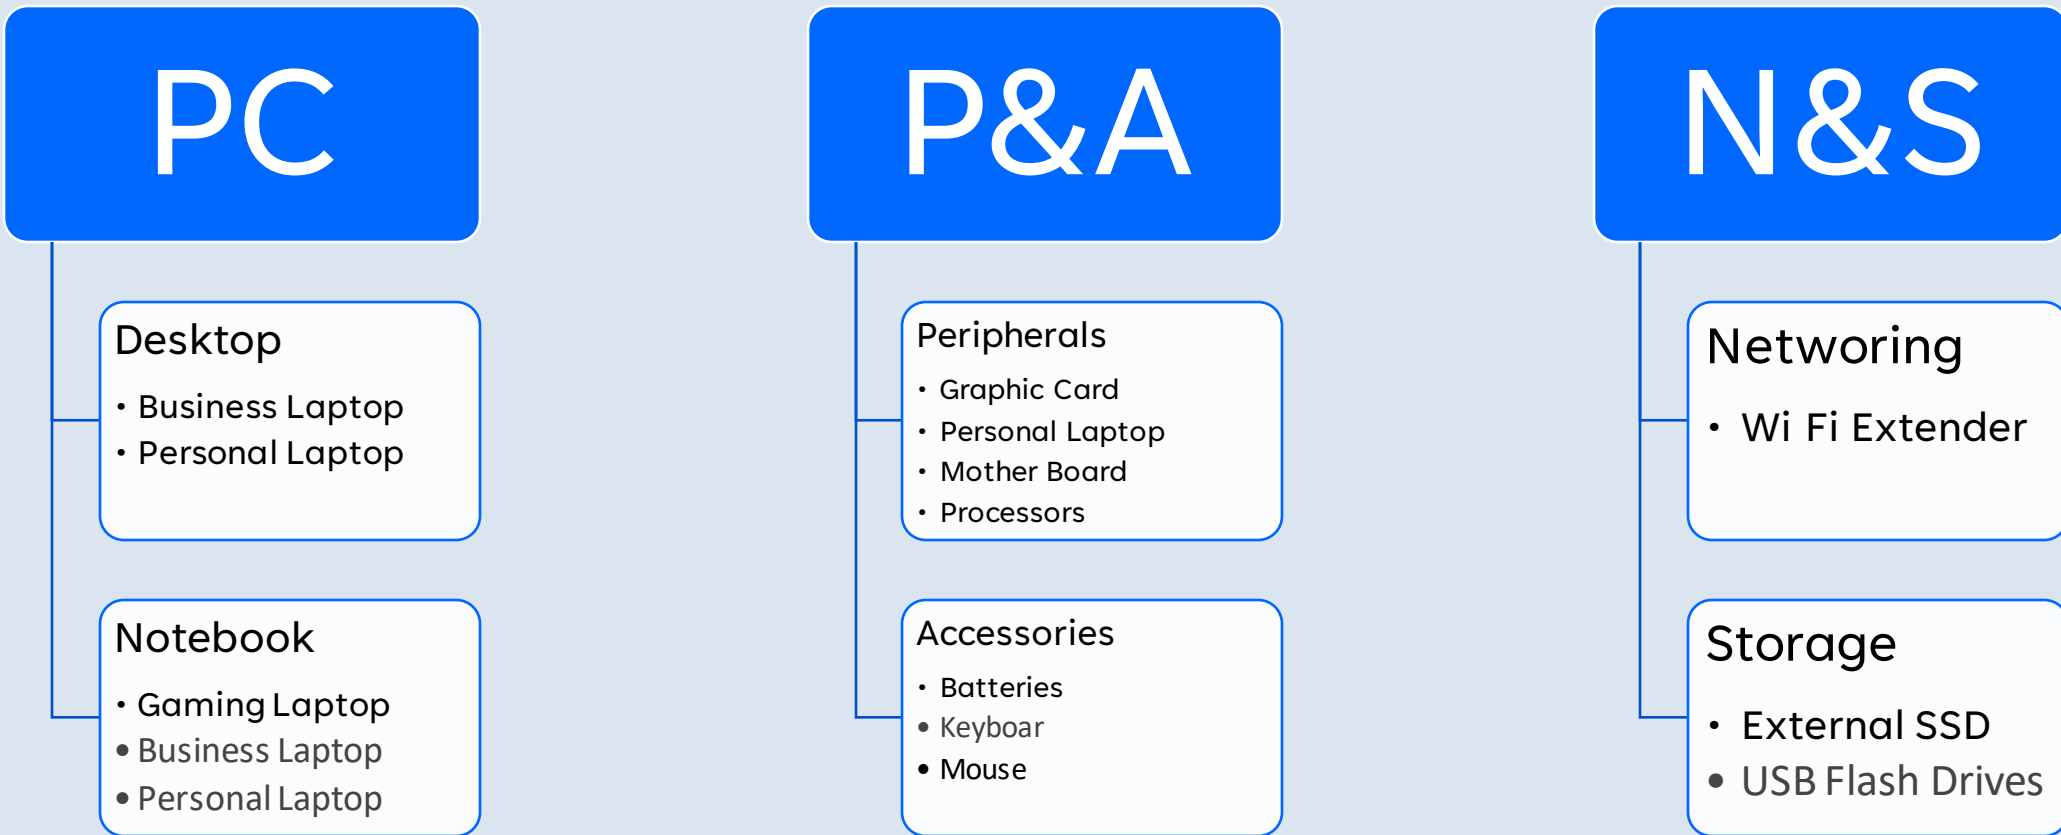 PC
Desktop
• Business Laptop
• Personal Laptop
Notebook
• Gaming Laptop
• Business Laptop
• Personal Laptop
P&A
Peripherals
• Graphic Card
• Personal Laptop
• Mother Board
• Processors
Accessories
• Batteries
• Keyboar
• Mouse
N&S
Networing
• Wi Fi Extender
Storage
• External SSD
• USB Flash Drives